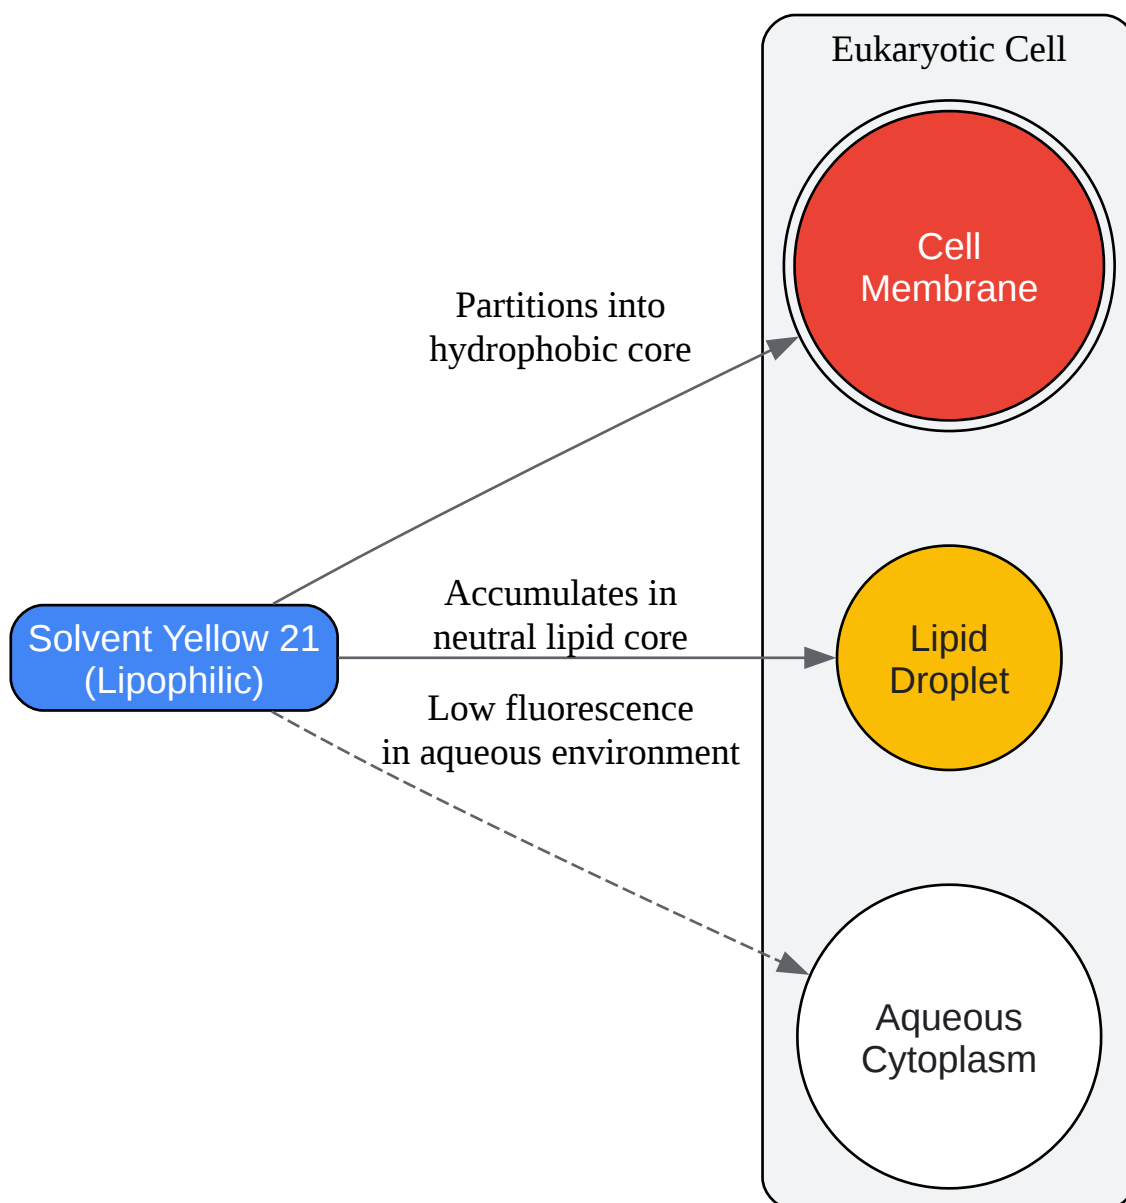 Eukaryotic Cell
Cell
Membrane
Partitions into
hydrophobic core
Accumulates in
neutral lipid core
Solvent Yellow 21
(Lipophilic)
Lipid
Droplet
Low fluorescence
in aqueous environment
Aqueous
Cytoplasm